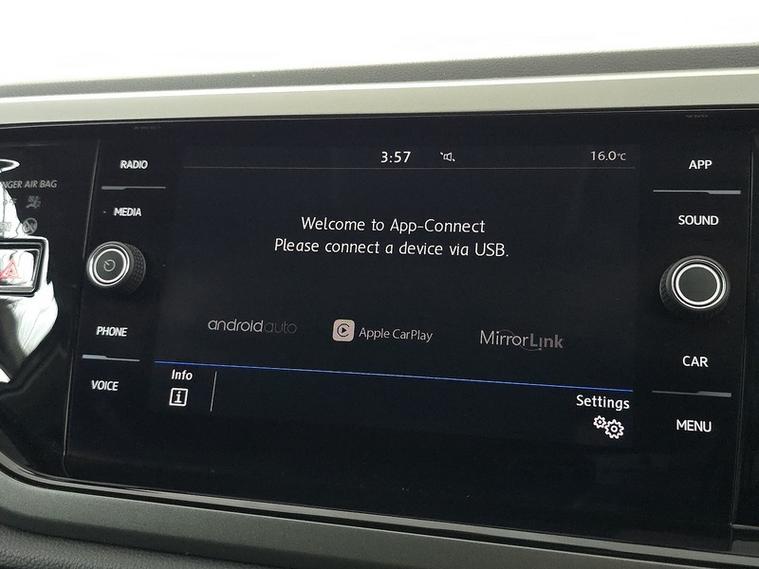 3:57
16.0°C
RADIO
MEDIA
PHONE
VOICE
AIR BAG
Welcome to App-Connect
Please connect a device via USB.
androidauto
Apple CarPlay
MirrorLink
Info
i
Settings
APP
SOUND
CAR
MENU